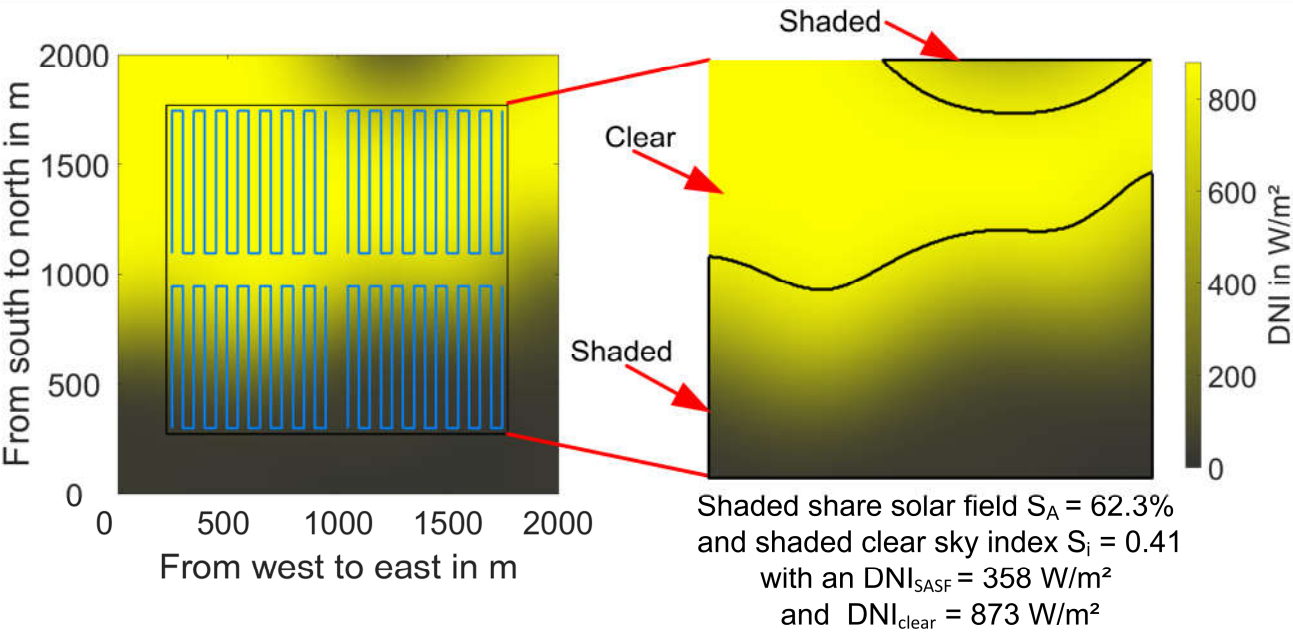 From south to north in m
2000
1500
1000
500
0
0 500 1000 1500 2000
From west to east in m
Shaded
Clear
Shaded
800
600
400
200
0
DNI in W/m²
Shaded share solar field S_A = 62.3%
and shaded clear sky index S_i = 0.41
with an DNI_SASF = 358 W/m²
and DNI_clear = 873 W/m²